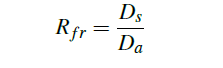 R_{fr} = \frac{D_s}{D_a}